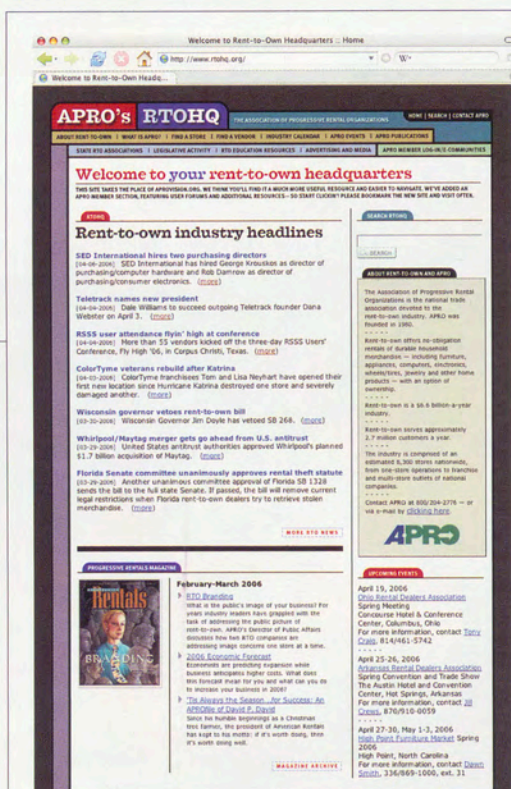 Welcome to Rent-to-Own Headquarters :: Home
http://www.rtohq.org/
Welcome to Rent-to-Own Headq...
APRO's RTOHQ
THE ASSOCIATION OF PROGRESSIVE RENTAL ORGANIZATIONS
HOME | SEARCH | CONTACT APRO
ABOUT RENT-TO-OWN | WHAT IS APRO? | FIND A STORE | FIND A VENDOR | INDUSTRY CALENDAR | APRO EVENTS | APRO PUBLICATIONS
STATE RTO ASSOCIATIONS | LEGISLATIVE ACTIVITY | RTO EDUCATION RESOURCES | ADVERTISING AND MEDIA | APRO MEMBER LOG-IN/E-COMMUNITIES
Welcome to your rent-to-own headquarters
THIS SITE TAKES THE PLACE OF APROVISION.ORG. WE THINK YOU'LL FIND IT A MUCH MORE USEFUL RESOURCE AND EASIER TO NAVIGATE. WE'VE ADDED AN
APRO-MEMBER SECTION, FEATURING USER FORUMS AND ADDITIONAL RESOURCES – SO START CLICKIN'! PLEASE BOOKMARK THE NEW SITE AND VISIT OFTEN.
RTOHQ
Rent-to-own industry headlines
SED International hires two purchasing directors
[04-06-2006] SED International has hired George Krouskos as director of
purchasing/computer hardware and Rob Damrow as director of
purchasing/consumer electronics. (more)
Teletrack names new president
[04-04-2006] Dale Williams to succeed outgoing Teletrack founder Dana
Webster on April 3. (more)
RSSS user attendance flyin' high at conference
[04-04-2006] More than 55 vendors kicked off the three-day RSSS Users'
Conference, Fly High '06, in Corpus Christi, Texas. (more)
ColorTyme veterans rebuild after Katrina
[04-03-2006] ColorTyme franchisees Tom and Lisa Neyhart have opened their
first new location since Hurricane Katrina destroyed one store and severely
damaged another. (more)
Wisconsin governor vetoes rent-to-own bill
[03-30-2006] Wisconsin Governor Jim Doyle has vetoed SB 268. (more)
Whirlpool/Maytag merger gets go ahead from U.S. antitrust
[03-29-2006] United States antitrust authorities approved Whirlpool's planned
$1.7 billion acquisition of Maytag. (more)
Florida Senate committee unanimously approves rental theft statute
[03-29-2006] Another unanimous approval of Florida SB 1328
sends the bill to the full state Senate. If passed, the bill will remove current
legal restrictions when Florida rent-to-own dealers try to retrieve stolen
merchandise. (more)
MORE RTO NEWS
PROGRESSIVE RENTALS MAGAZINE
Rentals
BRANDING
February-March 2006
RTO Branding
What is the public's image of your business? For
years industry leaders have grappled with the
task of addressing the public picture of
rent-to-own. APRO's Director of Public Affairs
discusses how two RTO companies are
addressing image concerns one store at a time.
2006 Economic Forecast
Economists are predicting expansion while
business anticipates higher costs. What does
this forecast mean for you and what can you do
to increase your business in 2006?
'Tis Always the Season...for Success: An
APROfile of David P. David
Since his humble beginnings as a Christmas
tree farmer, the president of American Rentals
has kept to his motto: if it's worth doing, then
it's worth doing well.
MAGAZINE ARCHIVE
SEARCH RTOHQ
SEARCH
ABOUT RENT-TO-OWN AND APRO
The Association of Progressive Rental
Organizations is the national trade
association devoted to the
rent-to-own industry. APRO was
founded in 1980.
Rent-to-own offers no-obligation
rentals of durable household
merchandise — including furniture,
appliances, computers, electronics,
wheels/tires, jewelry and other home
products — with an option of
ownership.
Rent-to-own is a $6.6 billion-a-year
industry.
Rent-to-own serves approximately
2.7 million customers a year.
The industry is comprised of an
estimated 8,300 stores nationwide,
from one-store operations to franchise
and multi-store outlets of national
companies.
Contact APRO at 800/204-2776 — or
via e-mail by clicking here.
APRO
UPCOMING EVENTS
April 19, 2006
Ohio Rental Dealers Association
Spring Meeting
Concourse Hotel & Conference
Center, Columbus, Ohio
For more information, contact Tony
Craig, 814/461-5742
April 25-26, 2006
Arkansas Rental Dealers Association
Spring Convention and Trade Show
The Austin Hotel and Convention
Center, Hot Springs, Arkansas
For more information, contact Jill
Crews, 870/910-0059
April 27-30, May 1-3, 2006
High Point Furniture Market Spring
2006
High Point, North Carolina
For more information, contact Dawn
Smith, 336/869-1000, ext. 31